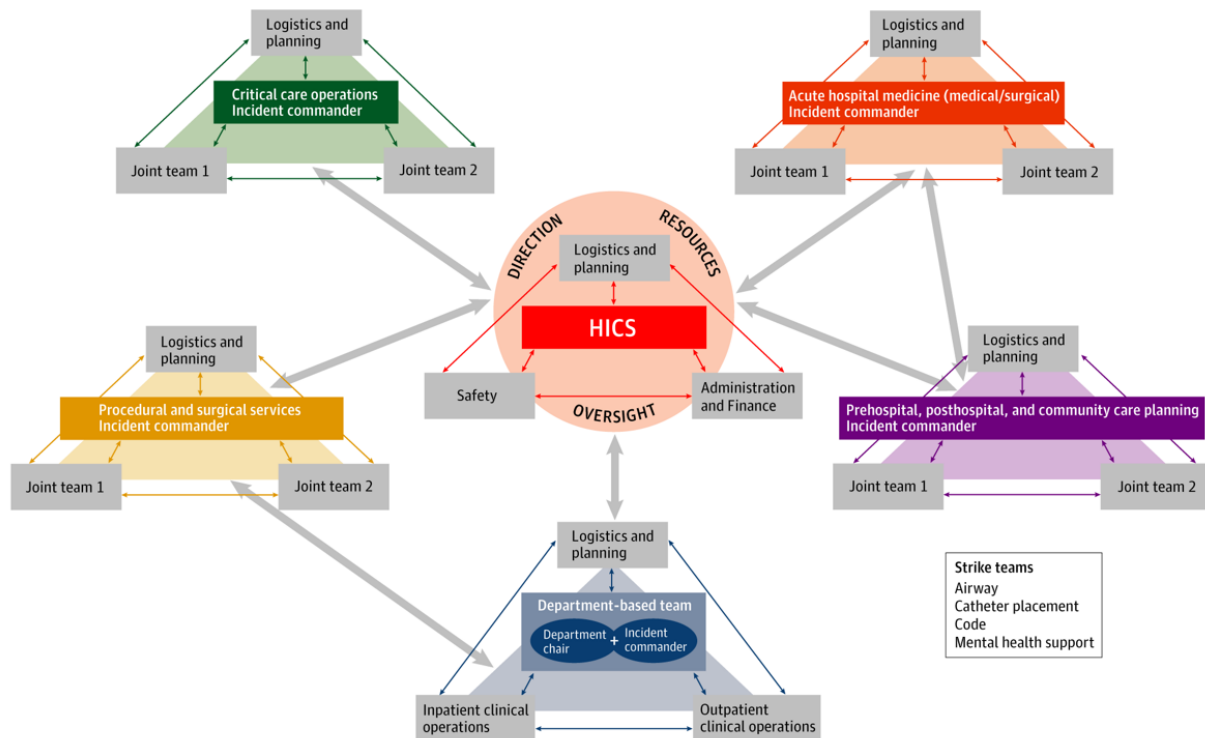 Logistics and
planning
Critical care operations
Incident commander
Joint team 1
Joint team 2
Logistics and
planning
Acute hospital medicine (medical/surgical)
Incident commander
Joint team 1
Joint team 2
DIRECTION
RESOURCES
Logistics and
planning
HICS
Safety
Administration
and Finance
OVERSIGHT
Logistics and
planning
Procedural and surgical services
Incident commander
Joint team 1
Joint team 2
Logistics and
planning
Prehospital, posthospital, and community care planning
Incident commander
Joint team 1
Joint team 2
Logistics and
planning
Department-based team
Department
chair
+
Incident
commander
Inpatient clinical
operations
Outpatient
clinical operations
Strike teams
Airway
Catheter placement
Code
Mental health support